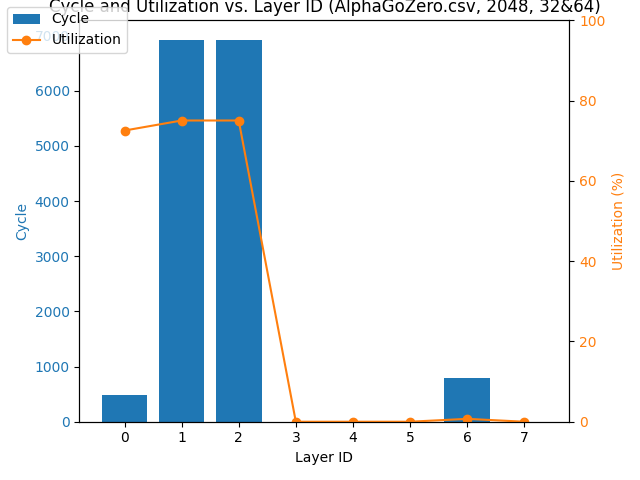 Cycle and Utilization vs. Layer ID (AlphaGoZero.csv, 2048, 32&64)
Cycle
Utilization
7000
6000
5000
4000
3000
2000
1000
0
Cycle
100
80
60
40
20
0
Utilization (%)
0 1 2 3 4 5 6 7
Layer ID